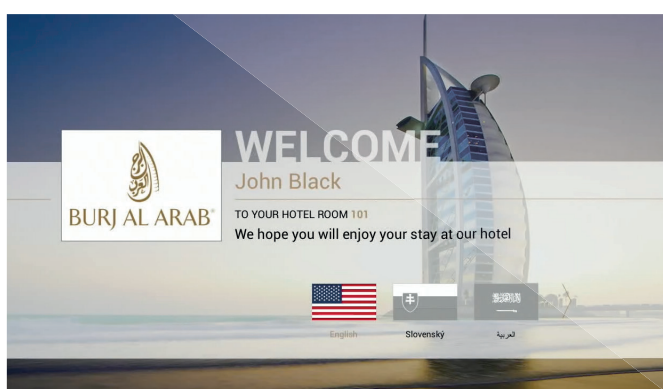 WELCOME
John Black
BURJ AL ARAB®
TO YOUR HOTEL ROOM 101
We hope you will enjoy your stay at our hotel
English
Slovenský
العربية